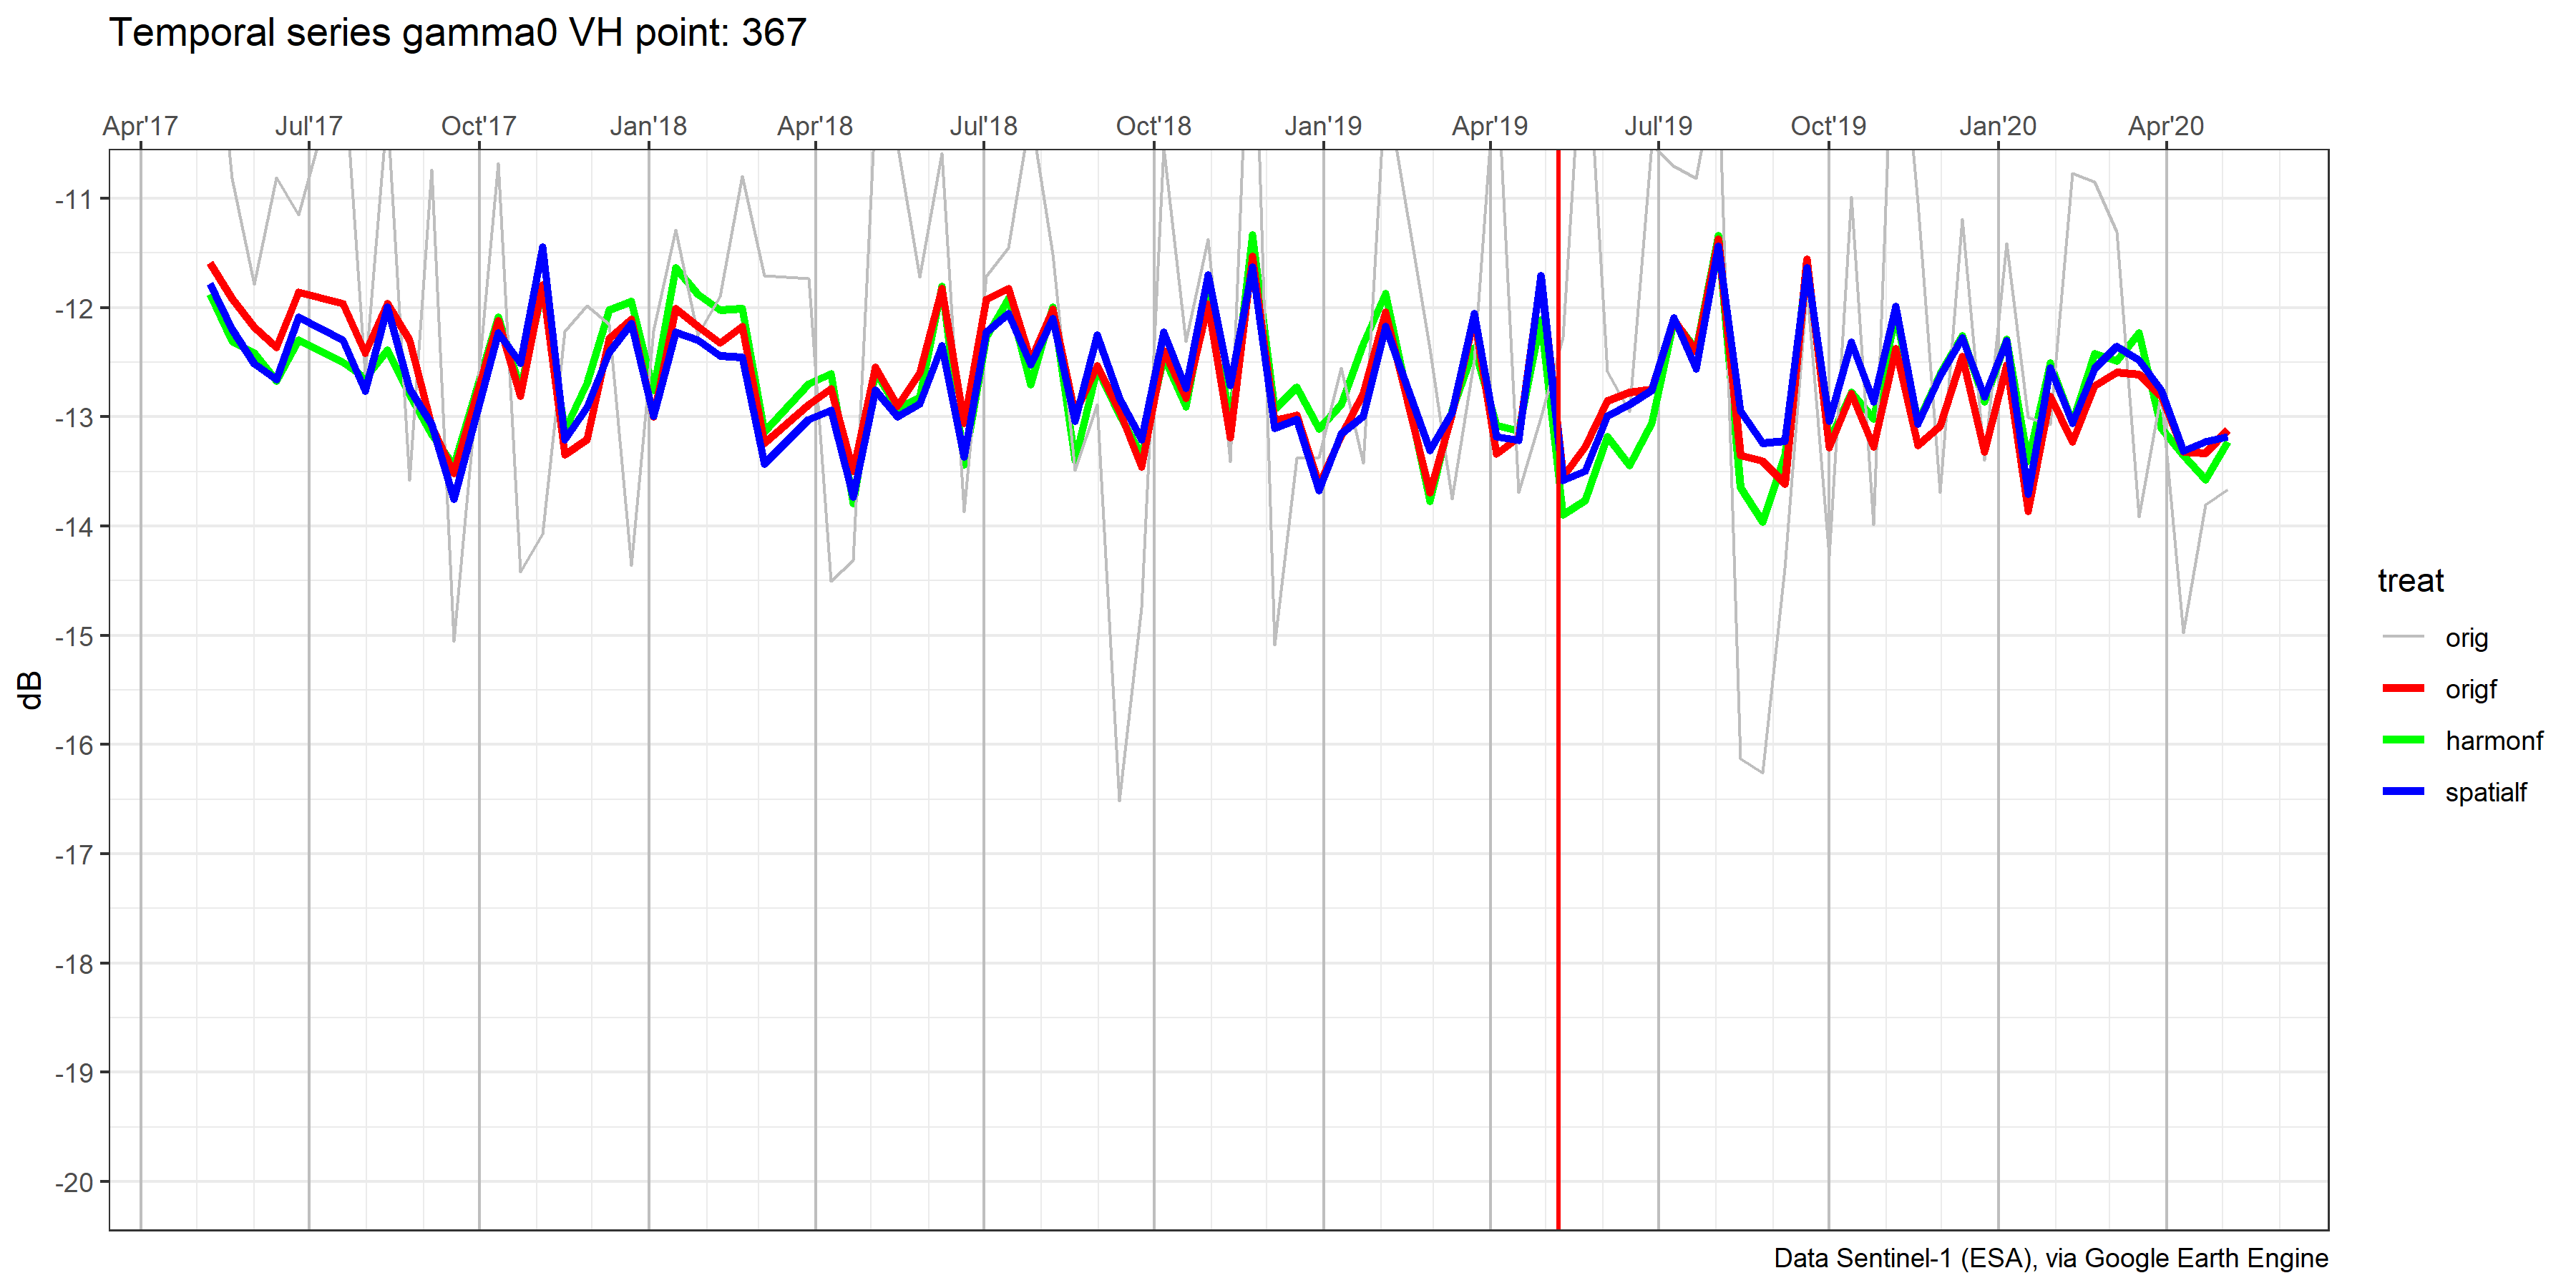 Temporal series gamma0 VH point: 367
Apr'17 Jul'17 Oct'17 Jan'18 Apr'18 Jul'18 Oct'18 Jan'19 Apr'19 Jul'19 Oct'19 Jan'20 Apr'20
-11
-12
-13
-14
-15
-16
-17
-18
-19
-20
dB
treat
orig
origf
harmonf
spatialf
Data Sentinel-1 (ESA), via Google Earth Engine